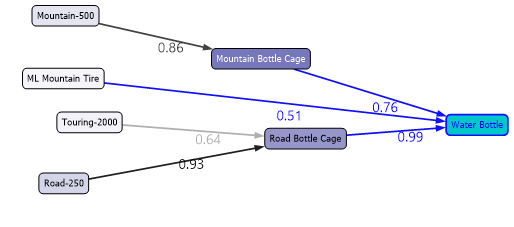 Mountain-500
0.86
Mountain Bottle Cage
ML Mountain Tire
0.76
0.51
Touring-2000
Water Bottle
0.64
Road Bottle Cage
0.99
0.93
Road-250